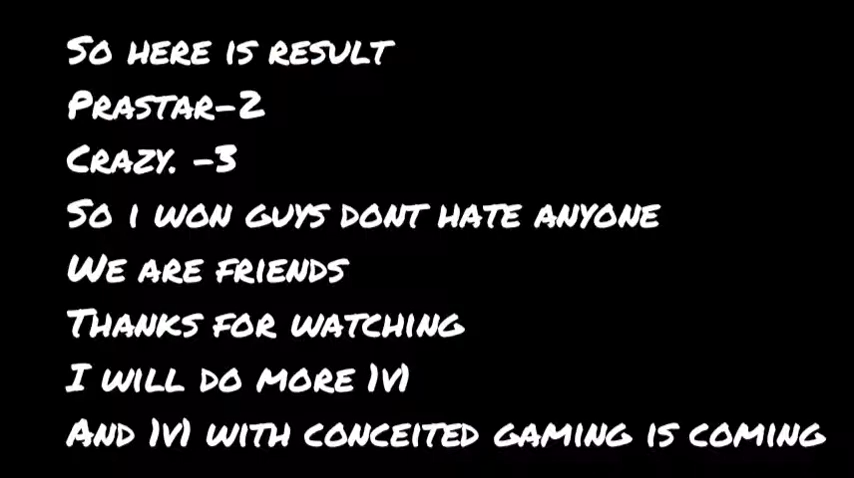 So here is result
Prastar-2
Crazy. -3
So i won guys dont hate anyone
We are friends
Thanks for watching
I will do more 1v1
And 1v1 with conceited gaming is coming